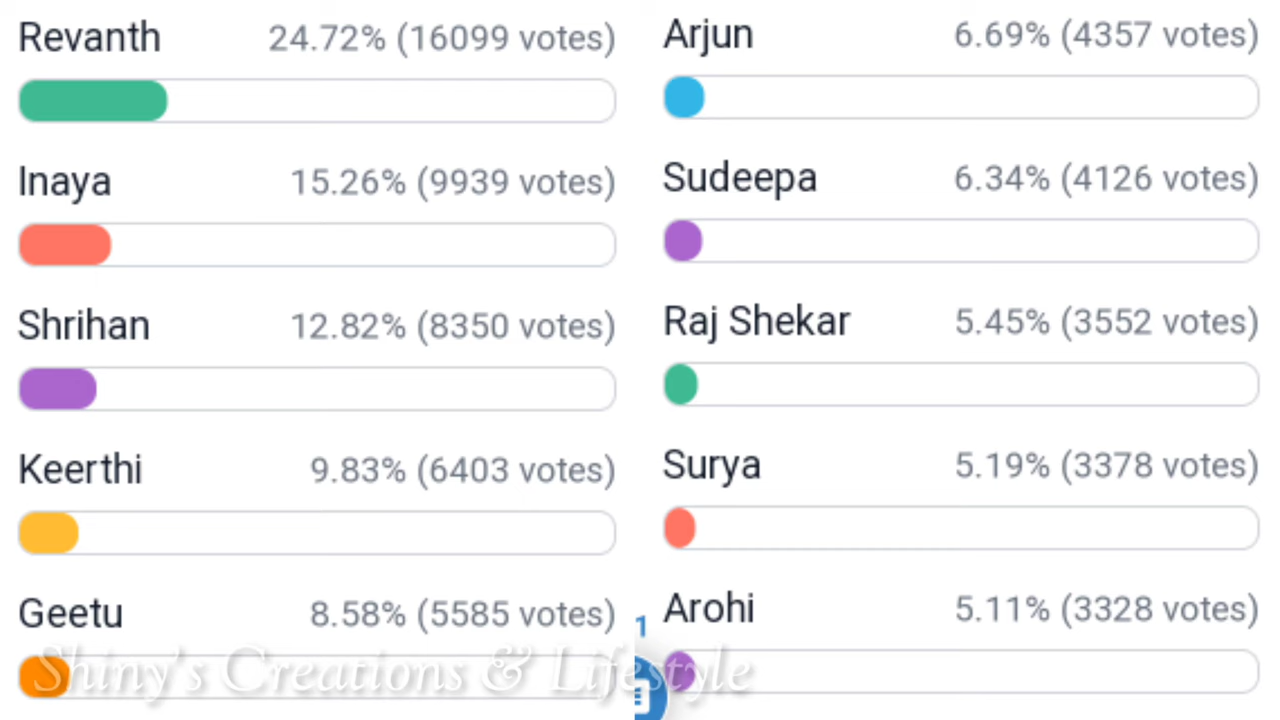 Revanth 24.72% (16099 votes)
Inaya 15.26% (9939 votes)
Shrihan 12.82% (8350 votes)
Keerthi 9.83% (6403 votes)
Geetu 8.58% (5585 votes)
Arjun 6.69% (4357 votes)
Sudeepa 6.34% (4126 votes)
Raj Shekar 5.45% (3552 votes)
Surya 5.19% (3378 votes)
1
Arohi 5.11% (3328 votes)
Shiny's Creations & Lifestyle